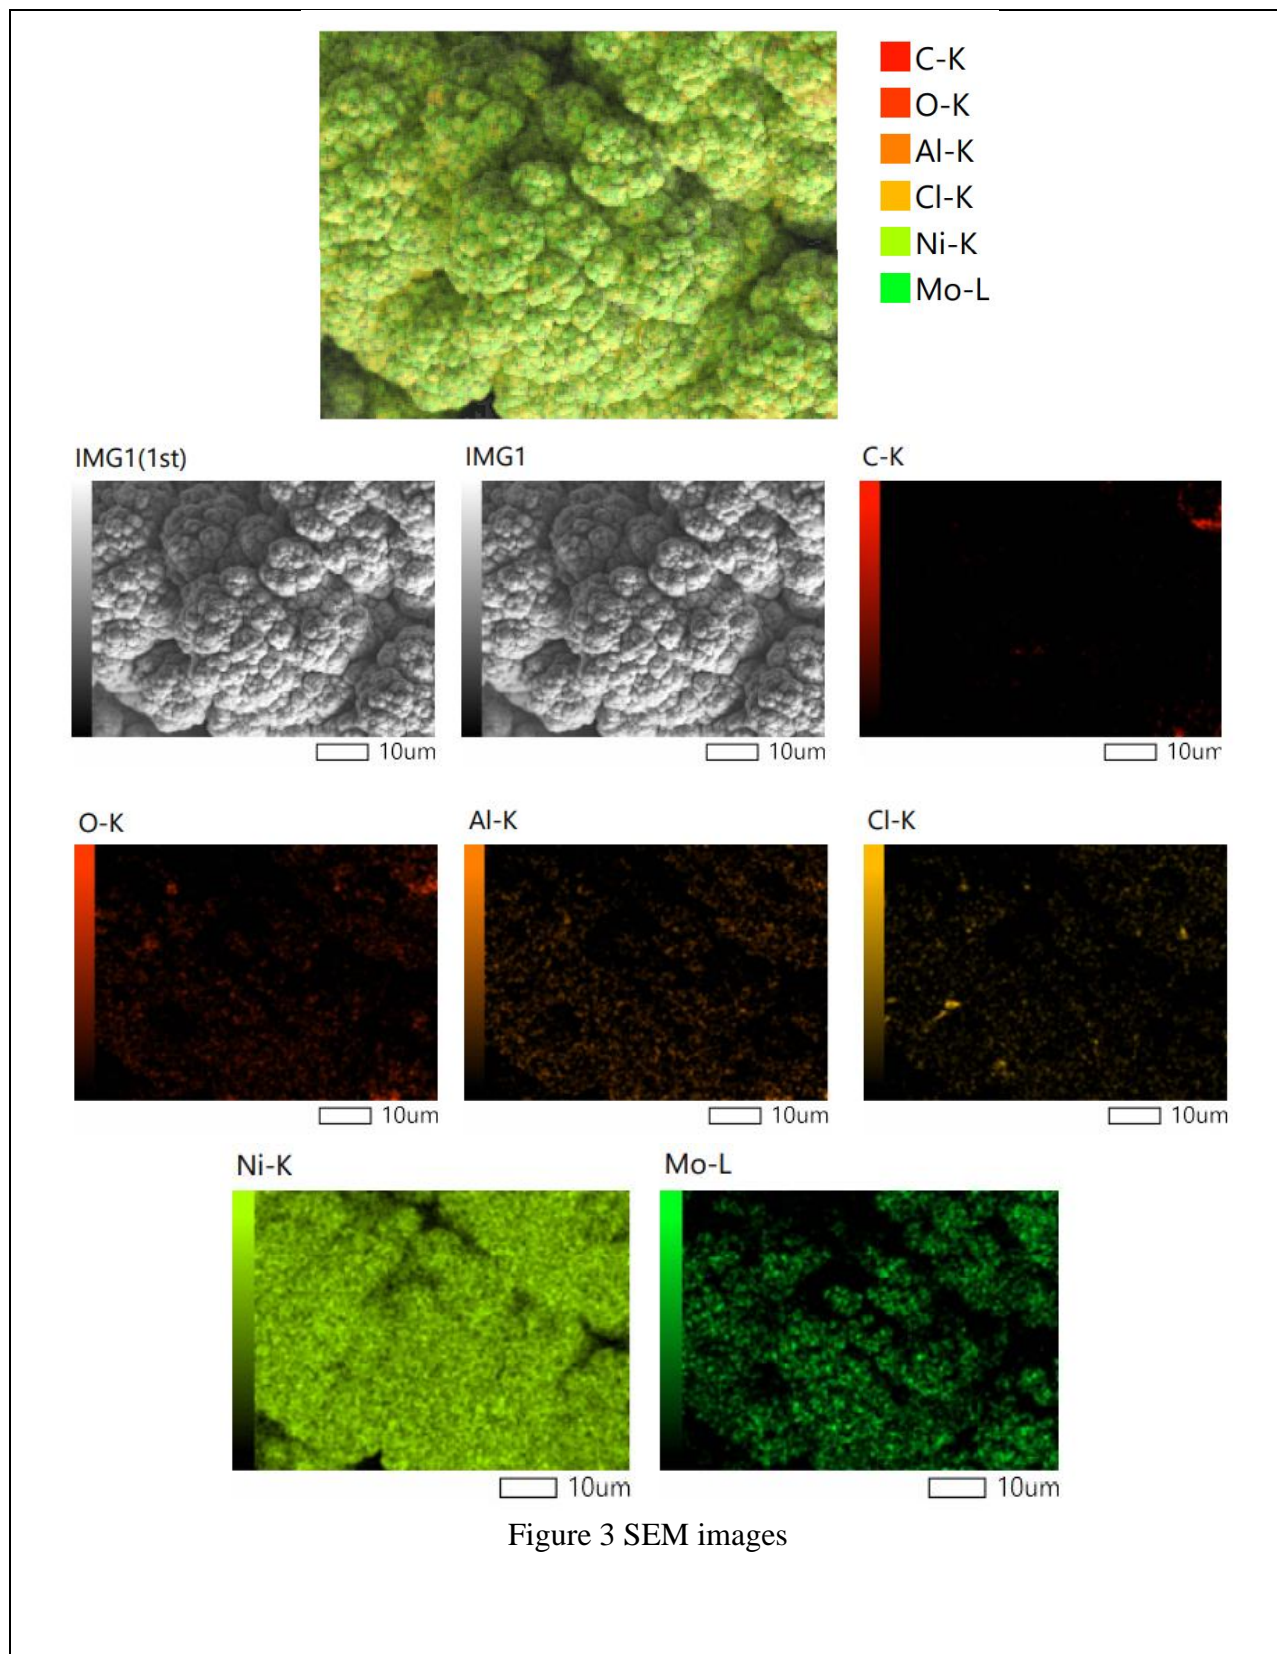 C-K
O-K
Al-K
Cl-K
Ni-K
Mo-L
IMG1(1st)
IMG1
C-K
10um
10um
10um
O-K
Al-K
Cl-K
10um
10um
10um
Ni-K
Mo-L
10um
10um
Figure 3 SEM images